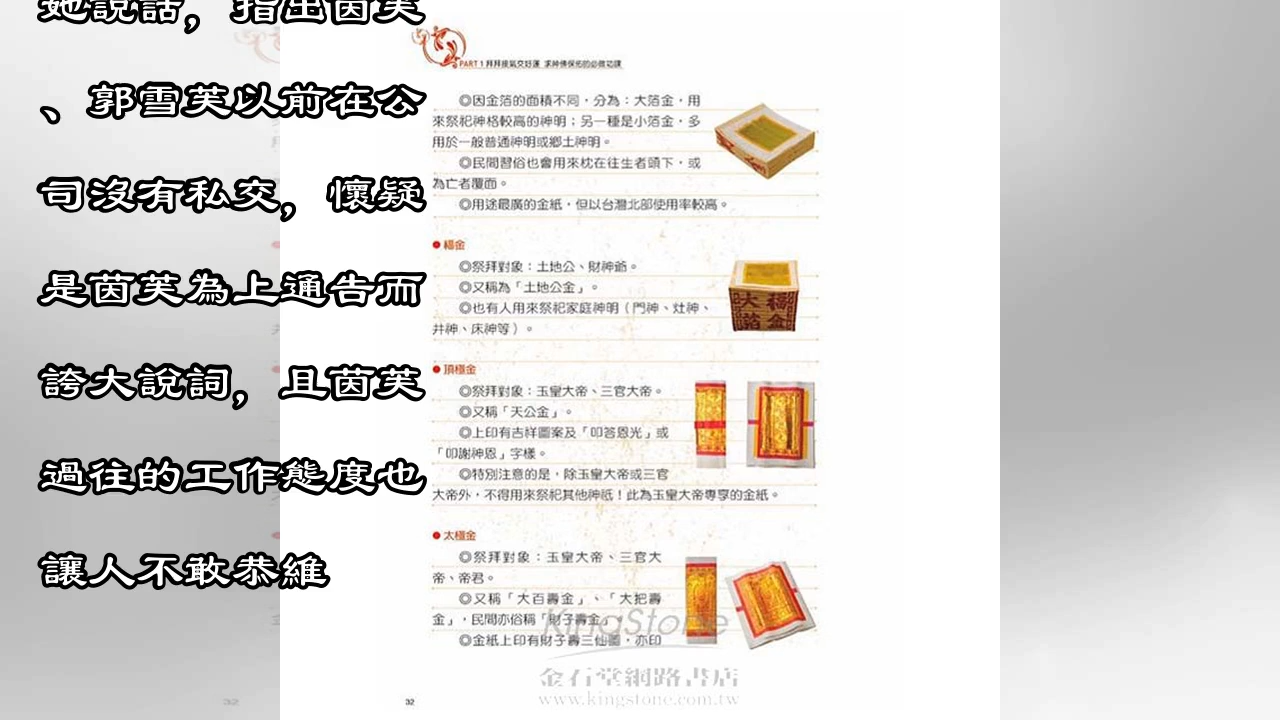 她說話，指出茵芙
、郭雪芙以前在公
司沒有私交，懷疑
是茵芙為上通告而
誇大說詞，且茵芙
過往的工作態度也
讓人不敢恭維
PART 1 拜拜接氣交好運 求神佛保佑的必做功課
◎因金箔的面積不同，分為：大箔金，用
來祭祀神格較高的神明；另一種是小箔金，多
用於一般普通神明或鄉土神明。
◎民間習俗也會用來枕在往生者頭下，或
為亡者覆面。
◎用途最廣的金紙，但以台灣北部使用率較高。
福金
◎祭拜對象：土地公、財神爺。
◎又稱為「土地公金」。
◎也有人用來祭祀家庭神明（門神、灶神、
井神、床神等）。
頂極金
◎祭拜對象：玉皇大帝、三官大帝。
◎又稱「天公金」。
◎上印有吉祥圖案及「叩答恩光」或
「叩謝神恩」字樣。
◎特別注意的是，除玉皇大帝或三官
大帝外，不得用來祭祀其他神祇！此為玉皇大帝專享的金紙。
太極金
◎祭拜對象：玉皇大帝、三官大
帝、帝君。
◎又稱「大百壽金」、「大把壽
金」，民間亦俗稱「財子壽金」。
◎金紙上印有財子壽三仙圖，亦印
KingStone
金石堂網路書店
www.kingstone.com.tw
32